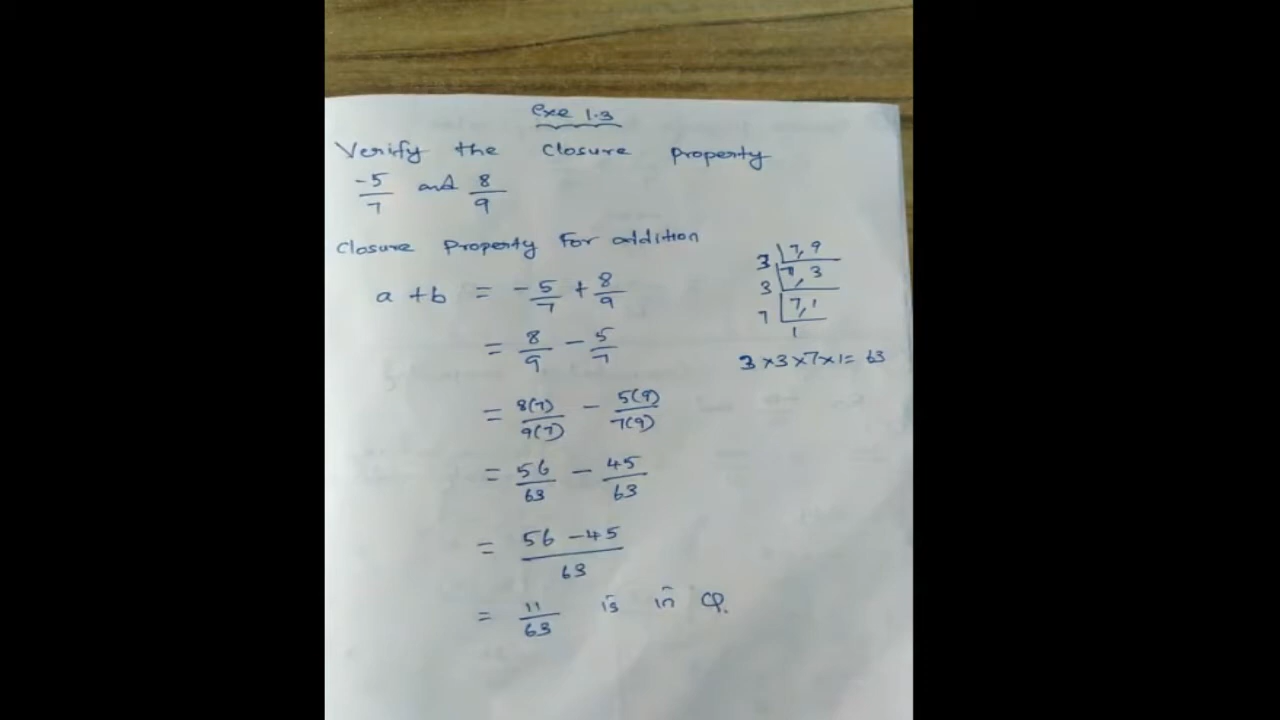 Exe 1.3
Verify the closure property
-5/7 and 8/9
Closure Property For addition
a + b = -5/7 + 8/9
= 8/9 - 5/7
= 8(7)/9(7) - 5(9)/7(9)
= 56/63 - 45/63
= 56 - 45/63
= 11/63 is in Q.
3 | 7, 9
3 | 7, 3
7 | 7, 1
1
3 × 3 × 7 × 1 = 63